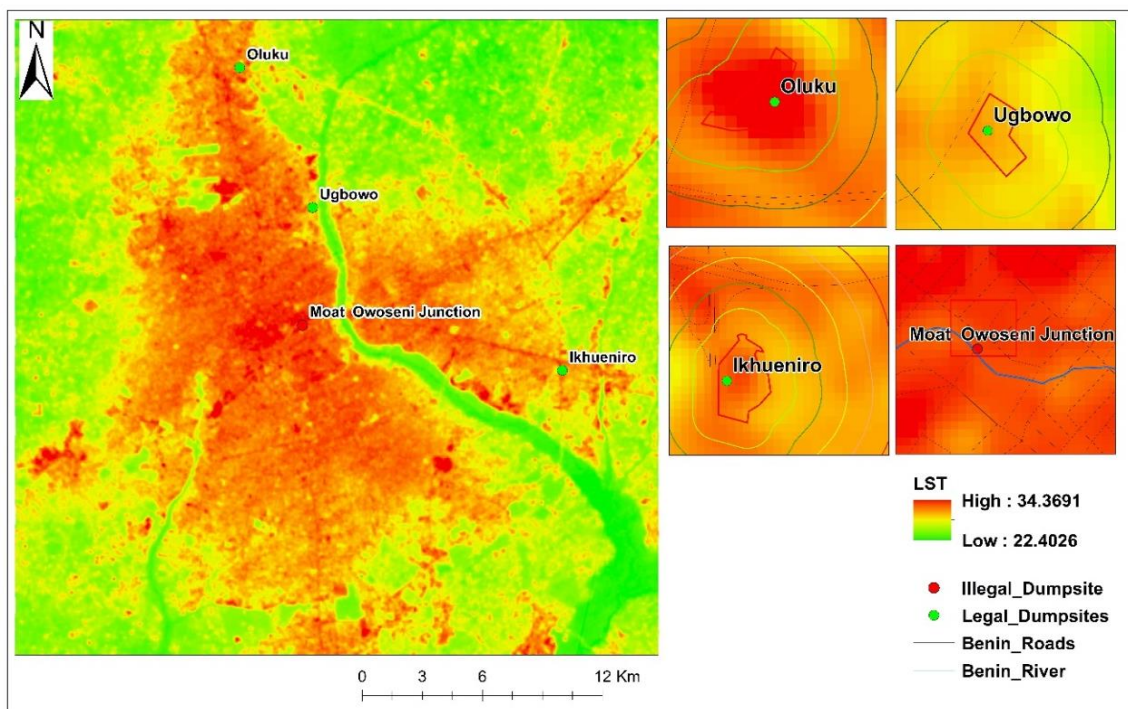 N
Oluku
Ugbowo
Moat Owoseni Junction
Ikhueniro
0 3 6 12 Km
Oluku
Ugbowo
Ikhueniro
Moat Owoseni Junction
LST
High : 34.3691
Low : 22.4026
Illegal_Dumpsite
Legal_Dumpsites
Benin_Roads
Benin_River